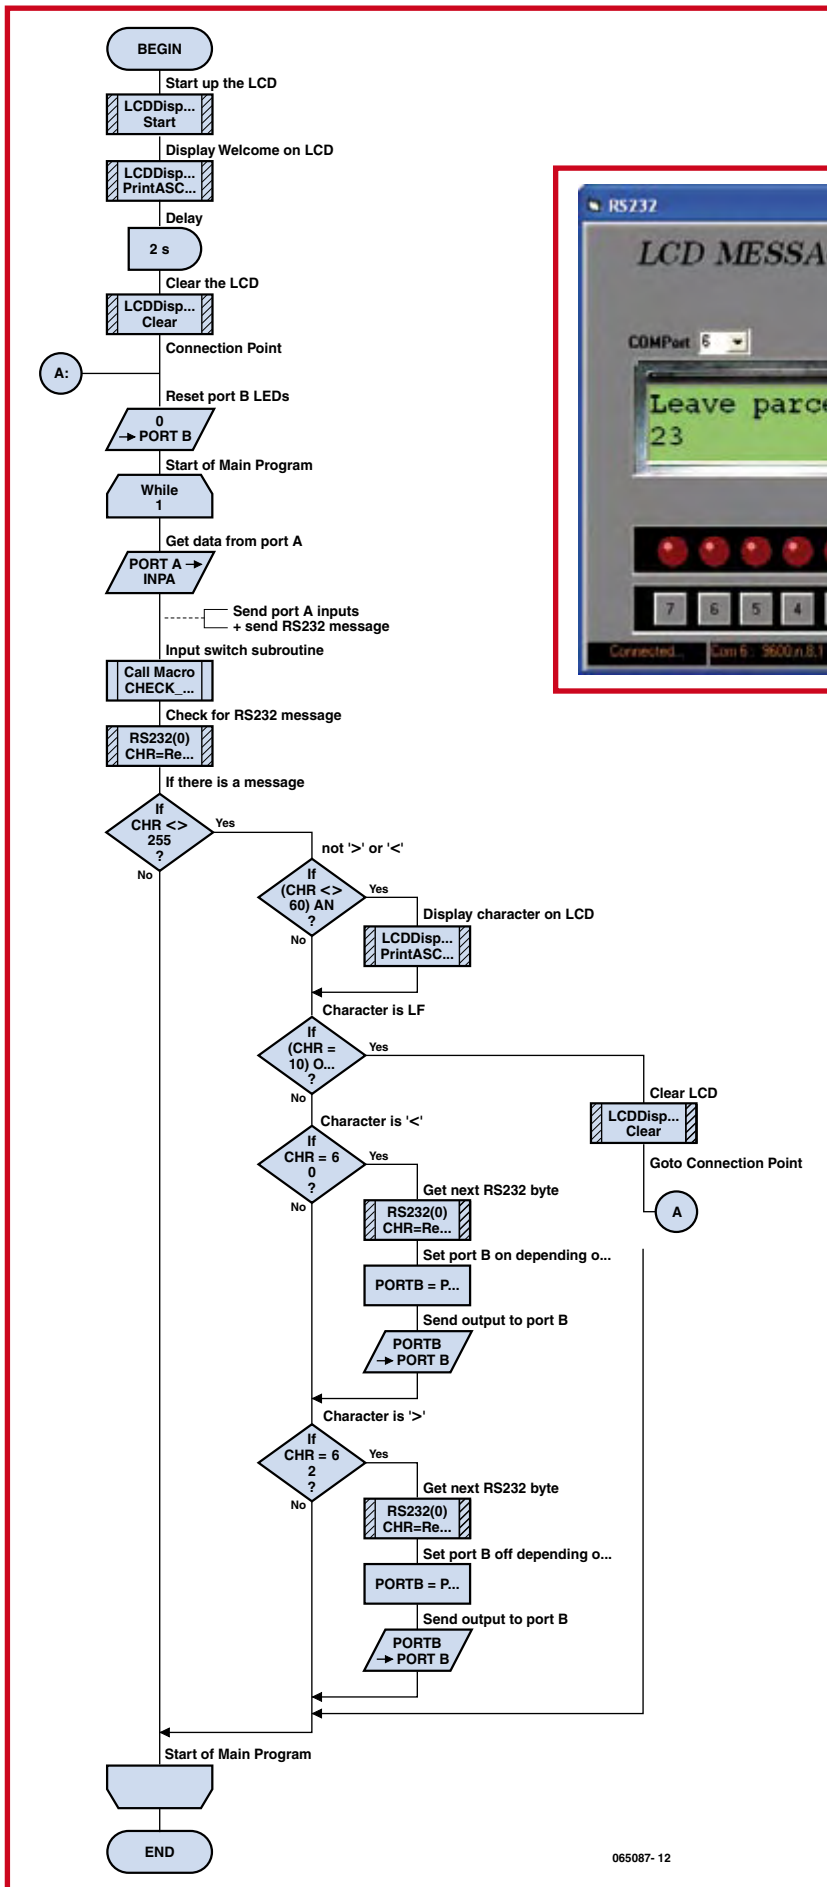 BEGIN
Start up the LCD
LCDDisp...
Start
Display Welcome on LCD
LCDDisp...
PrintASC...
Delay
2 s
Clear the LCD
LCDDisp...
Clear
Connection Point
A:
Reset port B LEDs
0
→ PORT B
Start of Main Program
While
1
Get data from port A
PORT A →
INPA
Send port A inputs
+ send RS232 message
Input switch subroutine
Call Macro
CHECK_...
Check for RS232 message
RS232(0)
CHR=Re...
If there is a message
If
CHR <>
255
?
Yes
No
not '>' or '<'
If
(CHR <>
60) AN
?
Yes
No
Display character on LCD
LCDDisp...
PrintASC...
Character is LF
If
(CHR =
10) O...
?
Yes
No
Clear LCD
LCDDisp...
Clear
Goto Connection Point
A
Character is '<'
If
CHR = 6
0
?
Yes
No
Get next RS232 byte
RS232(0)
CHR=Re...
Set port B on depending o...
PORTB = P...
Send output to port B
PORTB
→ PORT B
Character is '>'
If
CHR = 6
2
?
Yes
No
Get next RS232 byte
RS232(0)
CHR=Re...
Set port B off depending o...
PORTB = P...
Send output to port B
PORTB
→ PORT B
Start of Main Program
END
065087- 12
RS232
LCD MESSA
COMPort 6
Leave parce
23
7 6 5 4
Connected... Com 6 : 9600,n,8,1